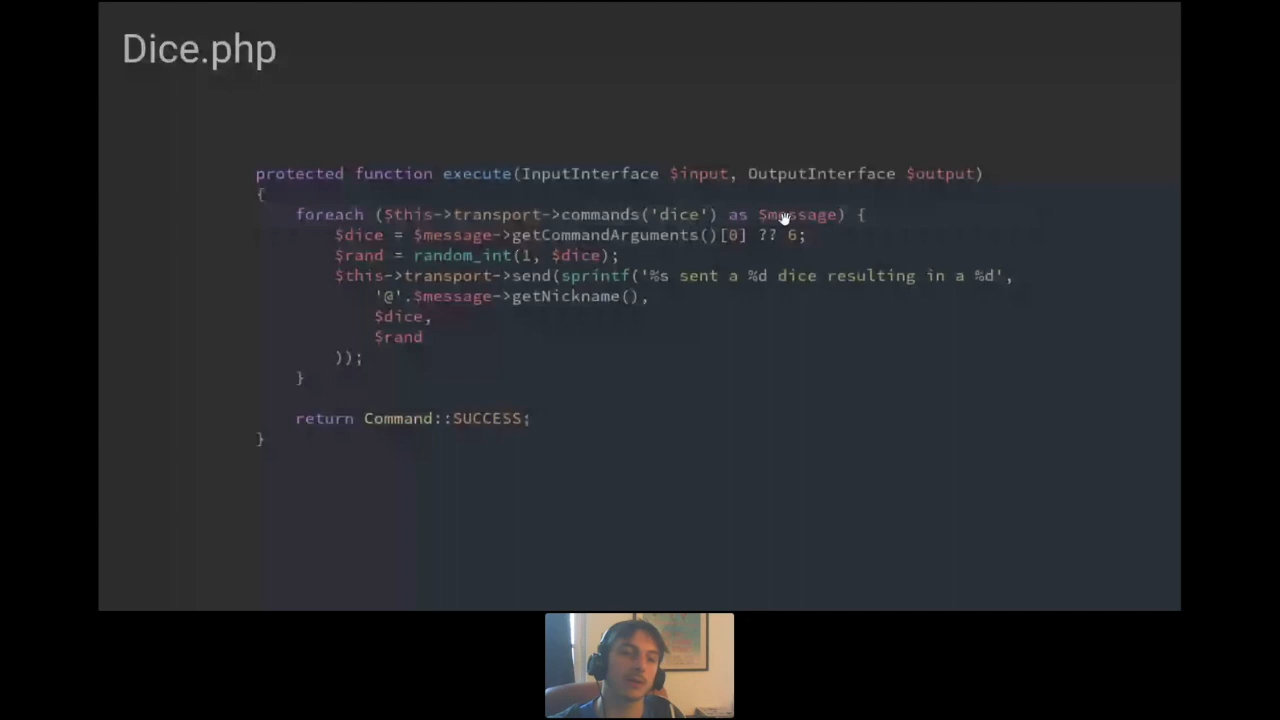 Dice.php
protected function execute(InputInterface $input, OutputInterface $output)
{
foreach ($this->transport->commands('dice') as $message) {
$dice = $message->getCommandArguments()[0] ?? 6;
$rand = random_int(1, $dice);
$this->transport->send(sprintf('%s sent a %d dice resulting in a %d',
'@'.$message->getNickname(),
$dice,
$rand
));
}
return Command::SUCCESS;
}